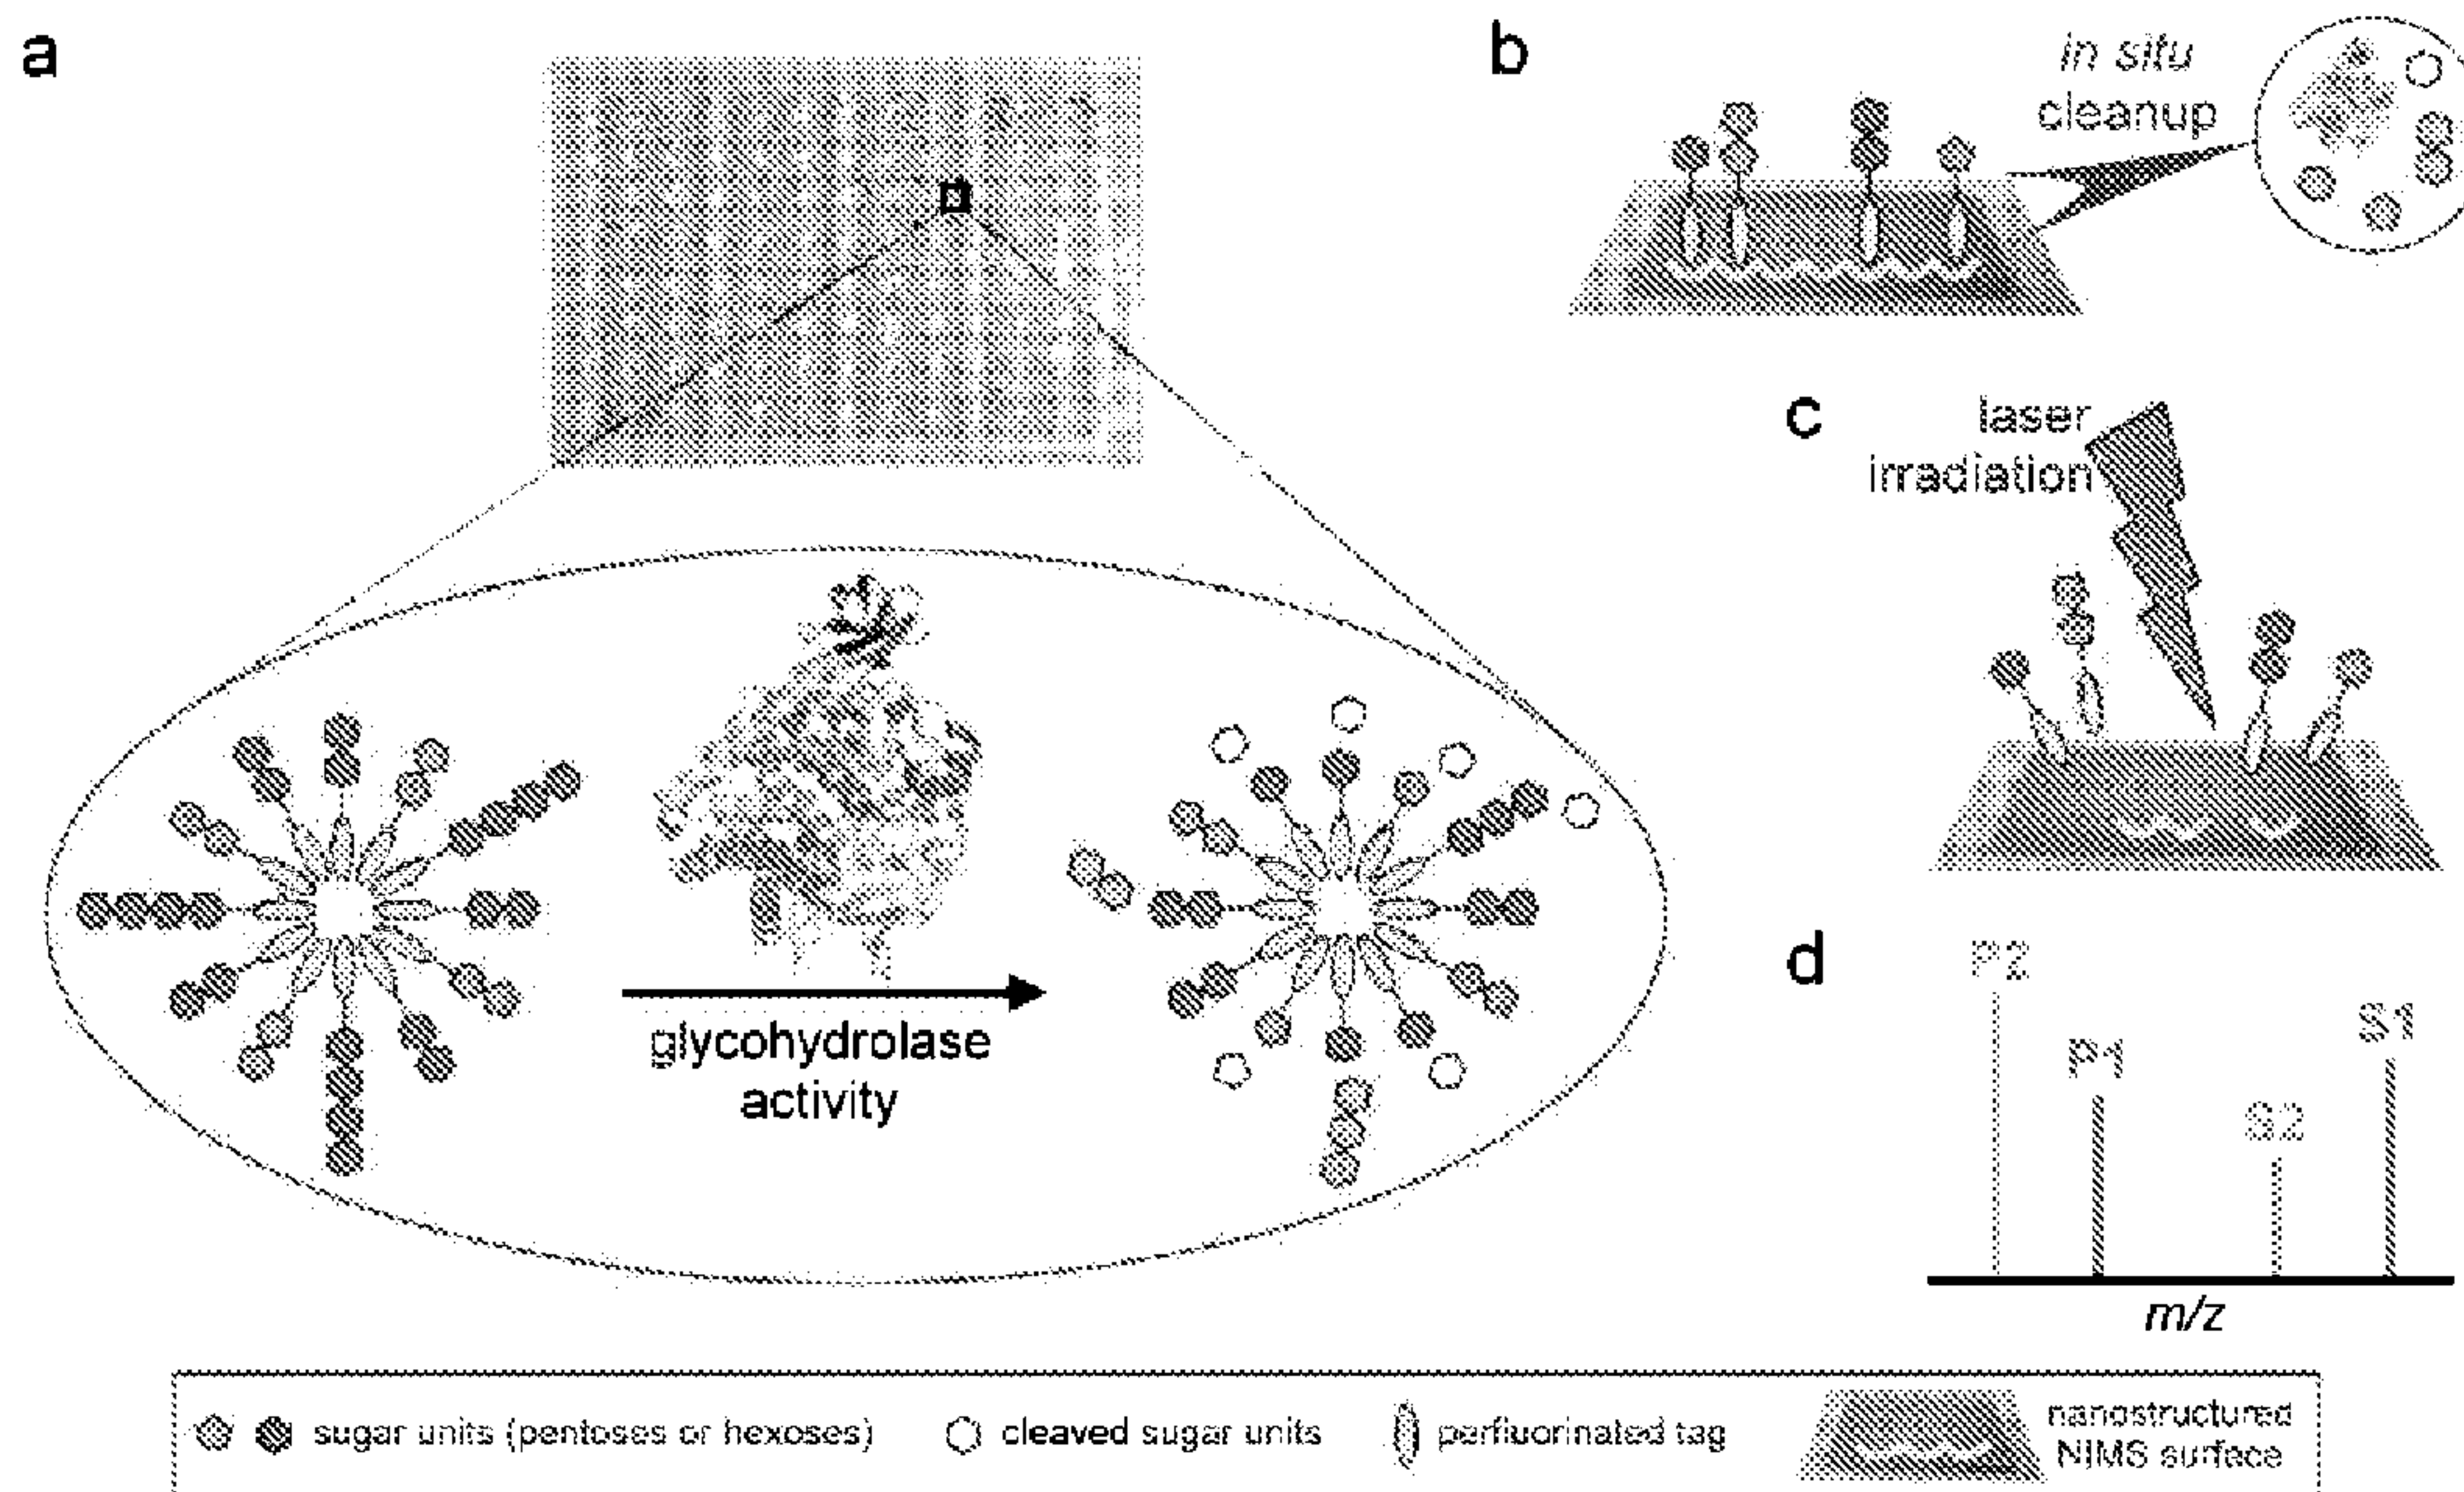 a
glycohydrolase
activity
b
in situ
cleanup
c
laser
irradiation
d
P2
P1
S2
S1
m/z
sugar units (pentoses or hexoses)
cleaved sugar units
perfluorinated tag
nanostructured
NIMS surface